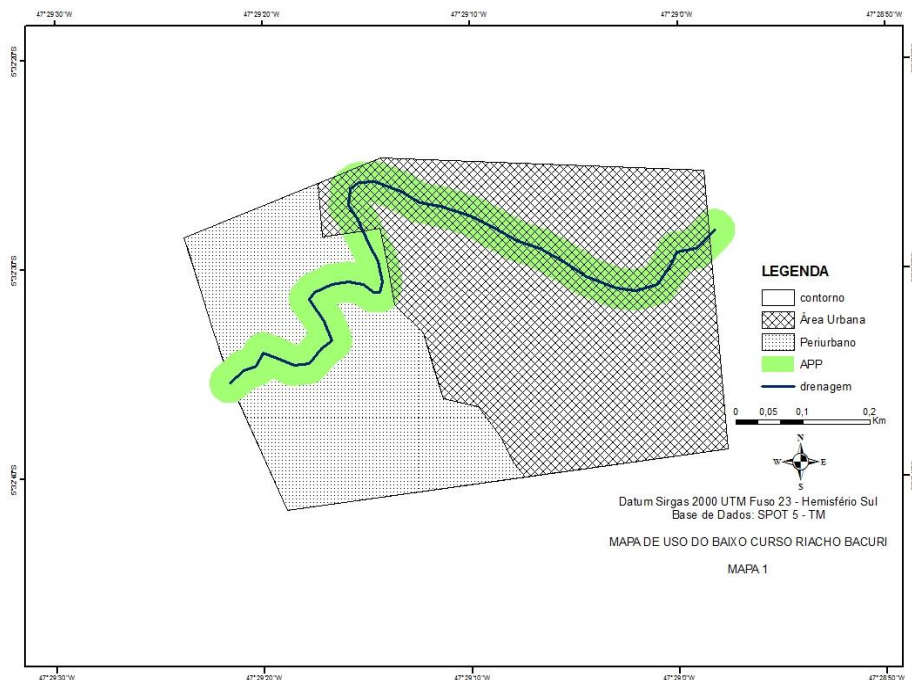 47°29'30"W 47°29'20"W 47°29'10"W 47°29'0"W 47°28'50"W
LEGENDA
contorno
Área Urbana
Periurbano
APP
drenagem
0 0,05 0,1 0,2
Km
N
W E
S
Datum Sirgas 2000 UTM Fuso 23 - Hemisfério Sul
Base de Dados: SPOT 5 - TM
MAPA DE USO DO BAIXO CURSO RIACHO BACURI
MAPA 1
47°29'30"W 47°29'20"W 47°29'10"W 47°29'0"W 47°28'50"W